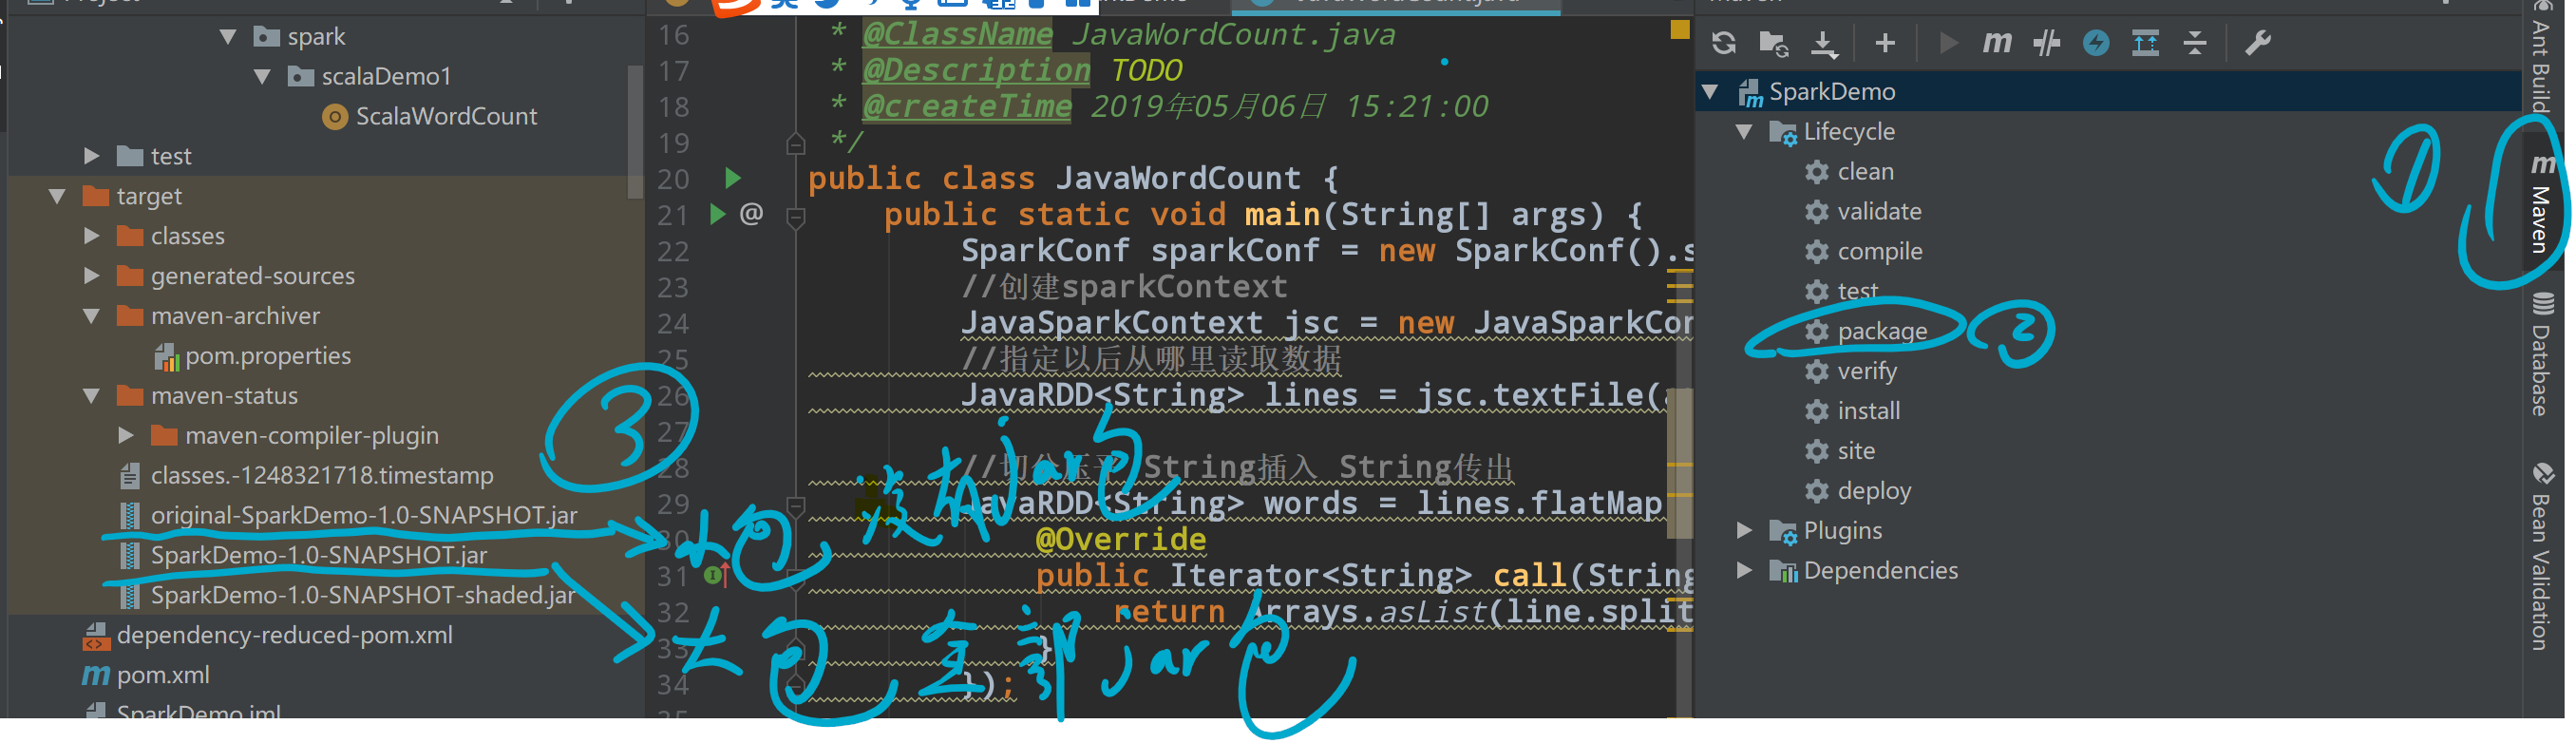 spark
scalaDemo1
ScalaWordCount
test
target
classes
generated-sources
maven-archiver
pom.properties
maven-status
maven-compiler-plugin
classes.-1248321718.timestamp
original-SparkDemo-1.0-SNAPSHOT.jar
SparkDemo-1.0-SNAPSHOT.jar
SparkDemo-1.0-SNAPSHOT-shaded.jar
dependency-reduced-pom.xml
pom.xml
SparkDemo.iml
③
小包,没有jar包
大包,全部jar包
16 * @ClassName JavaWordCount.java
17 * @Description TODO
18 * @createTime 2019年05月06日 15:21:00
19 */
20 public class JavaWordCount {
21 @ public static void main(String[] args) {
22 SparkConf sparkConf = new SparkConf().s
23 //创建sparkContext
24 JavaSparkContext jsc = new JavaSparkCon
25 //指定以后从哪里读取数据
26 JavaRDD<String> lines = jsc.textFile(
27
28 //切分压平 String插入 String传出
29 JavaRDD<String> words = lines.flatMap
30 @Override
31 public Iterator<String> call(String
32 return Arrays.asList(line.split
33 }
34 });
SparkDemo
Lifecycle
clean
validate
compile
test
package
verify
install
site
deploy
Plugins
Dependencies
①
②
Ant Build
m Maven
Database
Bean Validation